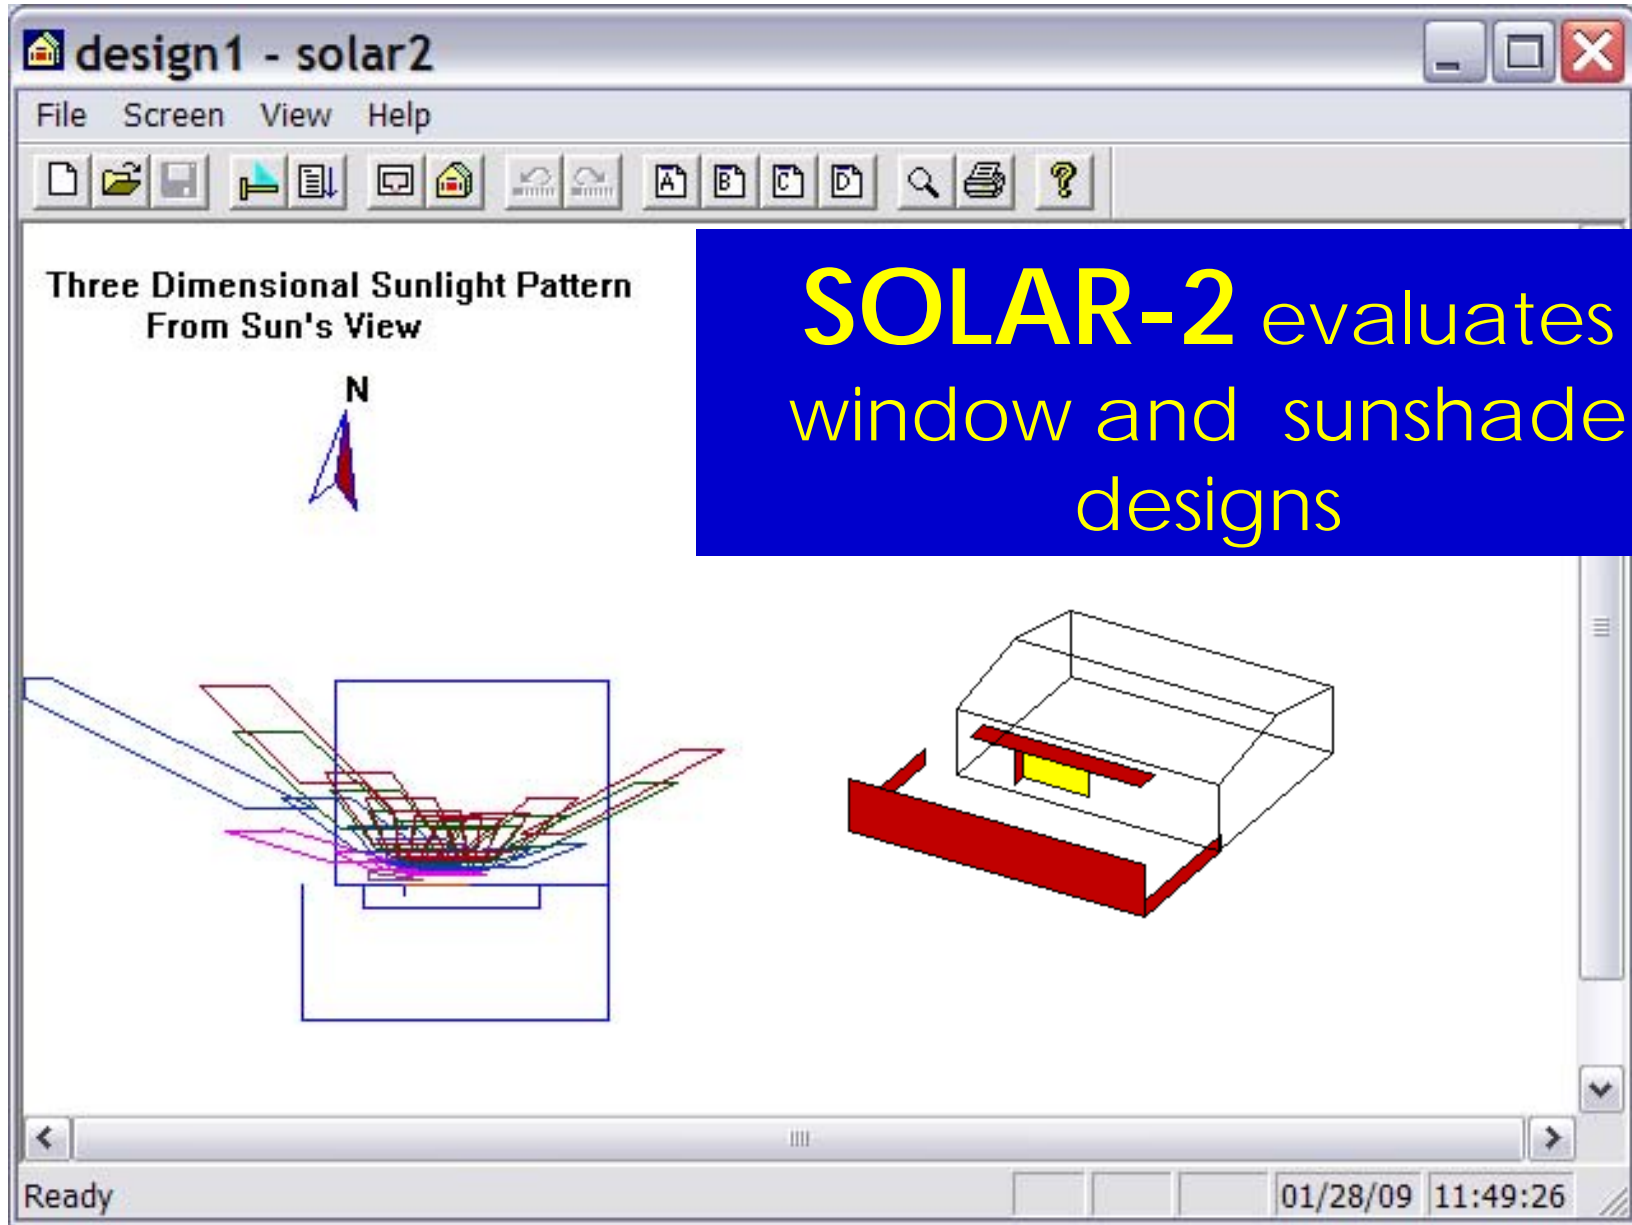 design1 - solar2
File Screen View Help
A B C D
Three Dimensional Sunlight Pattern
From Sun's View
N
SOLAR-2 evaluates
window and sunshade
designs
Ready 01/28/09 11:49:26